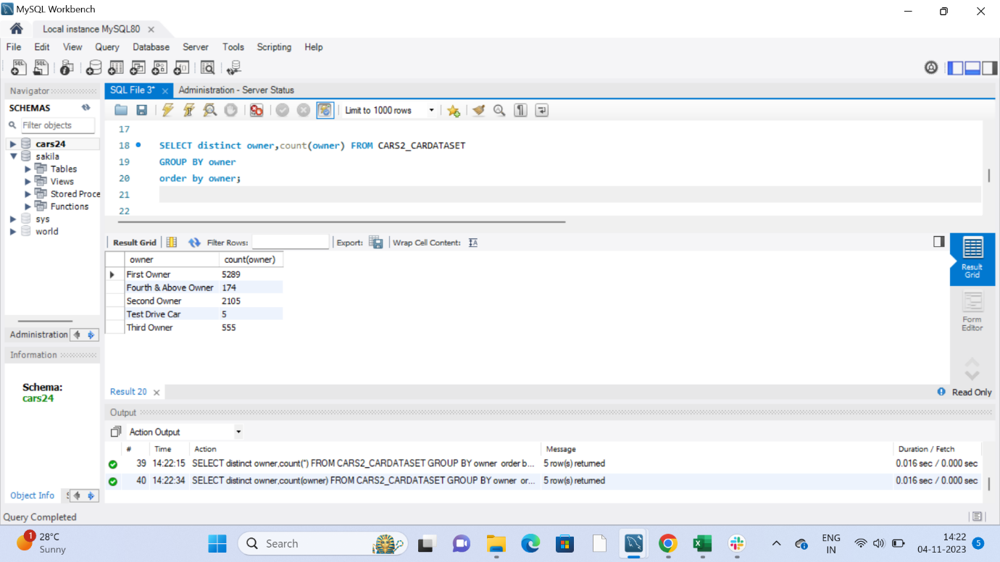 MySQL Workbench
Local instance MySQL80
File Edit View Query Database Server Tools Scripting Help
Navigator
SCHEMAS
Filter objects
cars24
sakila
Tables
Views
Stored Proce
Functions
sys
world
Administration
Information
Schema:
cars24
Object Info
SQL File 3* Administration - Server Status
Limit to 1000 rows
17
18 SELECT distinct owner,count(owner) FROM CARS2_CARDATASET
19 GROUP BY owner
20 order by owner;
21
22
Result Grid Filter Rows: Export: Wrap Cell Content:
owner count(owner)
First Owner 5289
Fourth & Above Owner 174
Second Owner 2105
Test Drive Car 5
Third Owner 555
Result
Grid
Form
Editor
Result 20
Read Only
Output
Action Output
# Time Action Message Duration / Fetch
39 14:22:15 SELECT distinct owner,count(*) FROM CARS2_CARDATASET GROUP BY owner order b... 5 row(s) returned 0.016 sec / 0.000 sec
40 14:22:34 SELECT distinct owner,count(owner) FROM CARS2_CARDATASET GROUP BY owner or... 5 row(s) returned 0.016 sec / 0.000 sec
Query Completed
1
28°C
Sunny
Search
ENG
IN
14:22
04-11-2023
5